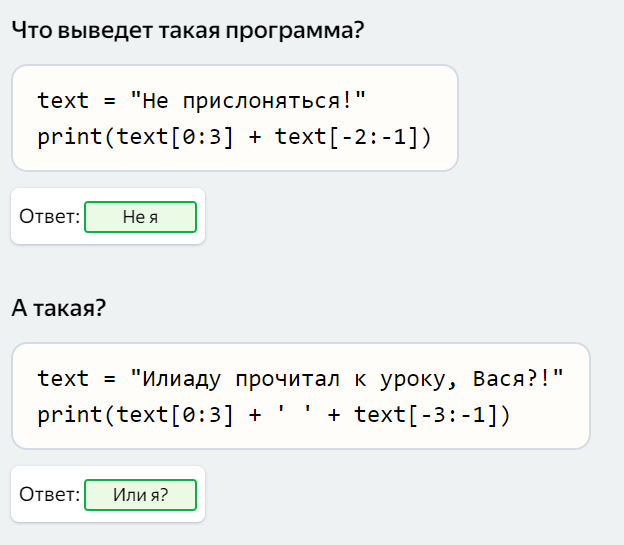 Что выведет такая программа?
text = "Не прислоняться!"
print(text[0:3] + text[-2:-1])
Ответ: Не я
А такая?
text = "Илиаду прочитал к уроку, Вася?!"
print(text[0:3] + ' ' + text[-3:-1])
Ответ: Или я?